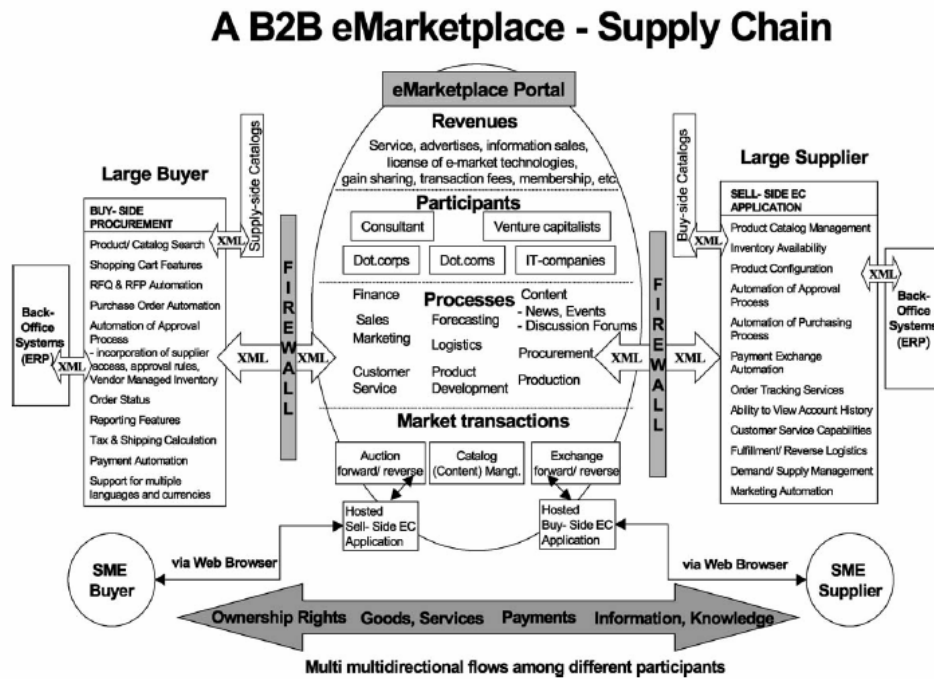 A B2B eMarketplace - Supply Chain
eMarketplace Portal
Revenues
Service, advertises, information sales,
license of e-market technologies,
gain sharing, transaction fees, membership, etc.
Participants
Consultant
Venture capitalists
Dot.corps
Dot.coms
IT-companies
Processes
Finance
Sales
Marketing
Customer
Service
Forecasting
Logistics
Product
Development
Content
- News, Events
- Discussion Forums
Procurement
Production
Market transactions
Auction
forward/ reverse
Catalog
(Content) Mangt.
Exchange
forward/ reverse
Hosted
Sell- Side EC
Application
Hosted
Buy- Side EC
Application
Large Buyer
BUY- SIDE
PROCUREMENT
Product/ Catalog Search
Shopping Cart Features
RFQ & RFP Automation
Purchase Order Automation
Automation of Approval
Process
- incorporation of supplier
access, approval rules,
Vendor Managed Inventory
Order Status
Reporting Features
Tax & Shipping Calculation
Payment Automation
Support for multiple
languages and currencies
Supply-side Catalogs
XML
Back-
Office
Systems
(ERP)
XML
FIREWALL
XML
XML
Large Supplier
SELL- SIDE EC
APPLICATION
Product Catalog Management
Inventory Availability
Product Configuration
Automation of Approval
Process
Automation of Purchasing
Process
Payment Exchange
Automation
Order Tracking Services
Ability to View Account History
Customer Service Capabilities
Fulfillment/ Reverse Logistics
Demand/ Supply Management
Marketing Automation
Buy-side Catalogs
XML
XML
Back-
Office
Systems
(ERP)
FIREWALL
XML
XML
SME
Buyer
via Web Browser
via Web Browser
SME
Supplier
Ownership Rights Goods, Services Payments Information, Knowledge
Multi multidirectional flows among different participants